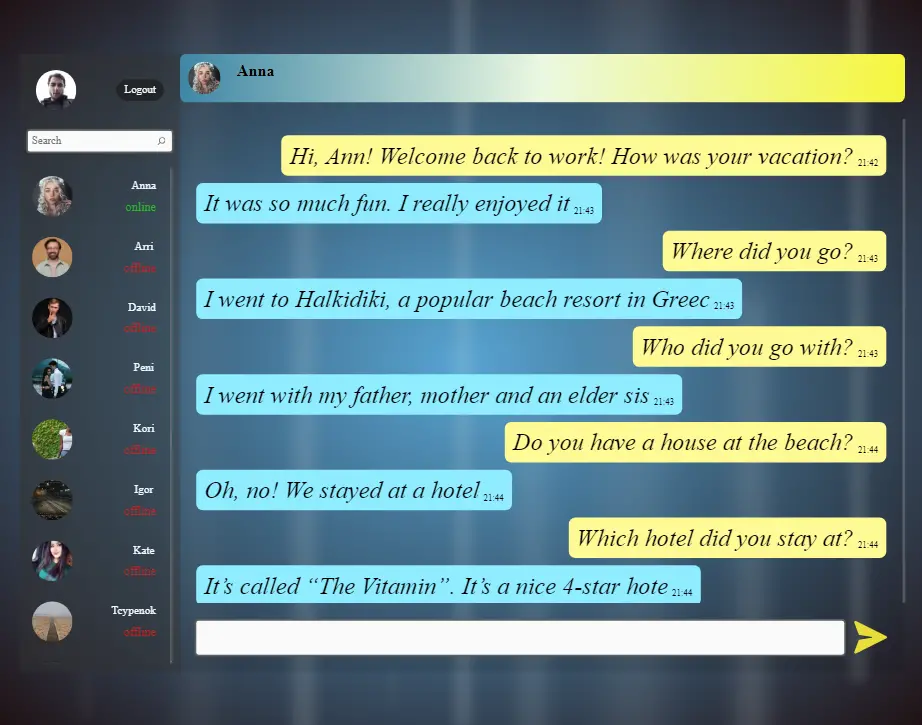 Logout
Search
Anna
online
Arri
offline
David
offline
Peni
offline
Kori
offline
Igor
offline
Kate
offline
Tcypenok
offline
Anna
Hi, Ann! Welcome back to work! How was your vacation? 21:42
It was so much fun. I really enjoyed it 21:43
Where did you go? 21:43
I went to Halkidiki, a popular beach resort in Greec 21:43
Who did you go with? 21:43
I went with my father, mother and an elder sis 21:43
Do you have a house at the beach? 21:44
Oh, no! We stayed at a hotel 21:44
Which hotel did you stay at? 21:44
It’s called “The Vitamin”. It’s a nice 4-star hote 21:44